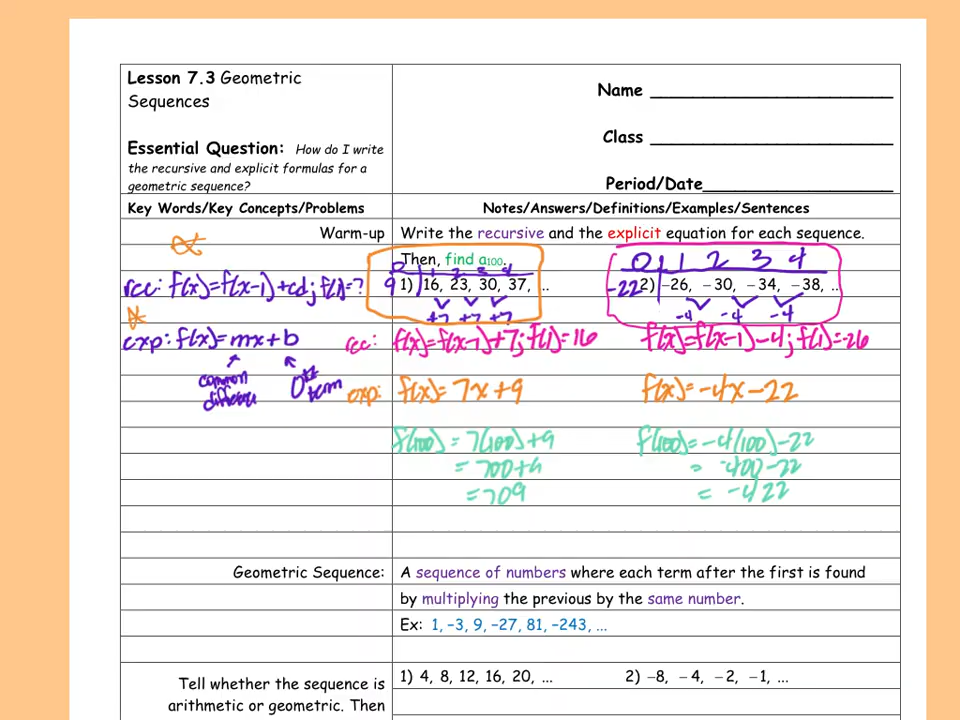 Lesson 7.3 Geometric
Sequences
Name ______________________
Class ______________________
Essential Question: How do I write
the recursive and explicit formulas for a
geometric sequence?
Period/Date__________________
Key Words/Key Concepts/Problems
Notes/Answers/Definitions/Examples/Sentences
Warm-up
Write the recursive and the explicit equation for each sequence.
Then, find a₁₀₀.
0 1 2 3 4
0 1 2 3 4
rec: f(x)=f(x-1)+cd; f(1)=?
9 1) 16, 23, 30, 37, ...
-22 2) −26, −30, −34, −38, ...
+7 +7 +7
-4 -4 -4
exp: f(x)=mx+b
rec: f(x)=f(x-1)+7; f(1)=16
f(x)=f(x-1)-4; f(1)=-26
common
difference
0th
term
exp: f(x)=7x+9
f(x)=-4x-22
f(100)=7(100)+9
f(100)=-4(100)-22
=700+9
= -400-22
=709
= -422
Geometric Sequence:
A sequence of numbers where each term after the first is found
by multiplying the previous by the same number.
Ex: 1, −3, 9, −27, 81, −243, ...
Tell whether the sequence is
arithmetic or geometric. Then
1) 4, 8, 12, 16, 20, ...
2) −8, −4, −2, −1, ...